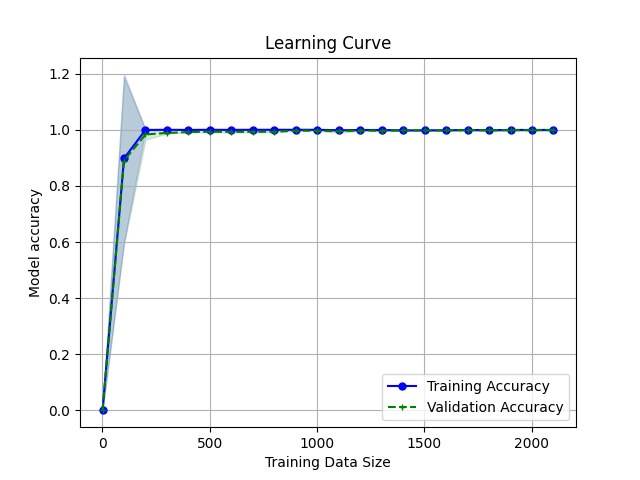 Learning Curve
Model accuracy
1.2
1.0
0.8
0.6
0.4
0.2
0.0
Training Accuracy
Validation Accuracy
0
500
1000
1500
2000
Training Data Size